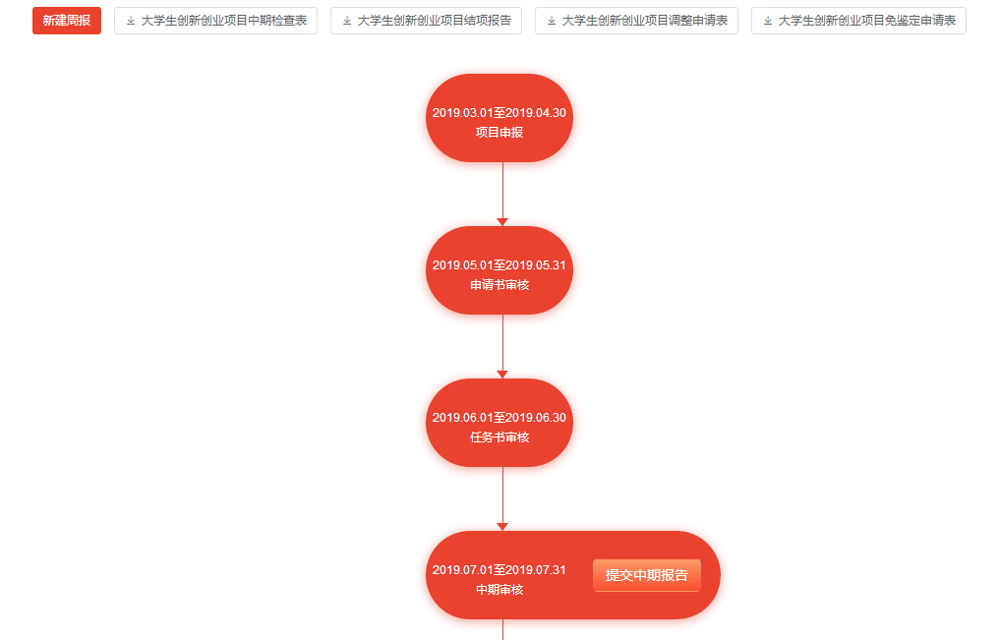 新建周报
大学生创新创业项目中期检查表
大学生创新创业项目结项报告
大学生创新创业项目调整申请表
大学生创新创业项目免鉴定申请表
2019.03.01至2019.04.30
项目申报
2019.05.01至2019.05.31
申请书审核
2019.06.01至2019.06.30
任务书审核
2019.07.01至2019.07.31
中期审核
提交中期报告